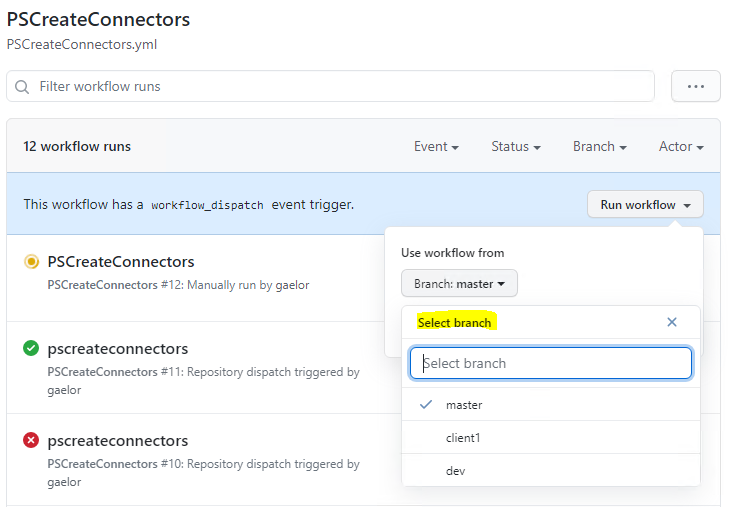 PSCreateConnectors
PSCreateConnectors.yml
Filter workflow runs
12 workflow runs Event Status Branch Actor
This workflow has a workflow_dispatch event trigger. Run workflow
Use workflow from
Branch: master
PSCreateConnectors
PSCreateConnectors #12: Manually run by gaelor
Select branch
Select branch
pscreateconnectors
PSCreateConnectors #11: Repository dispatch triggered by
gaelor
master
client1
dev
pscreateconnectors
PSCreateConnectors #10: Repository dispatch triggered by
gaelor